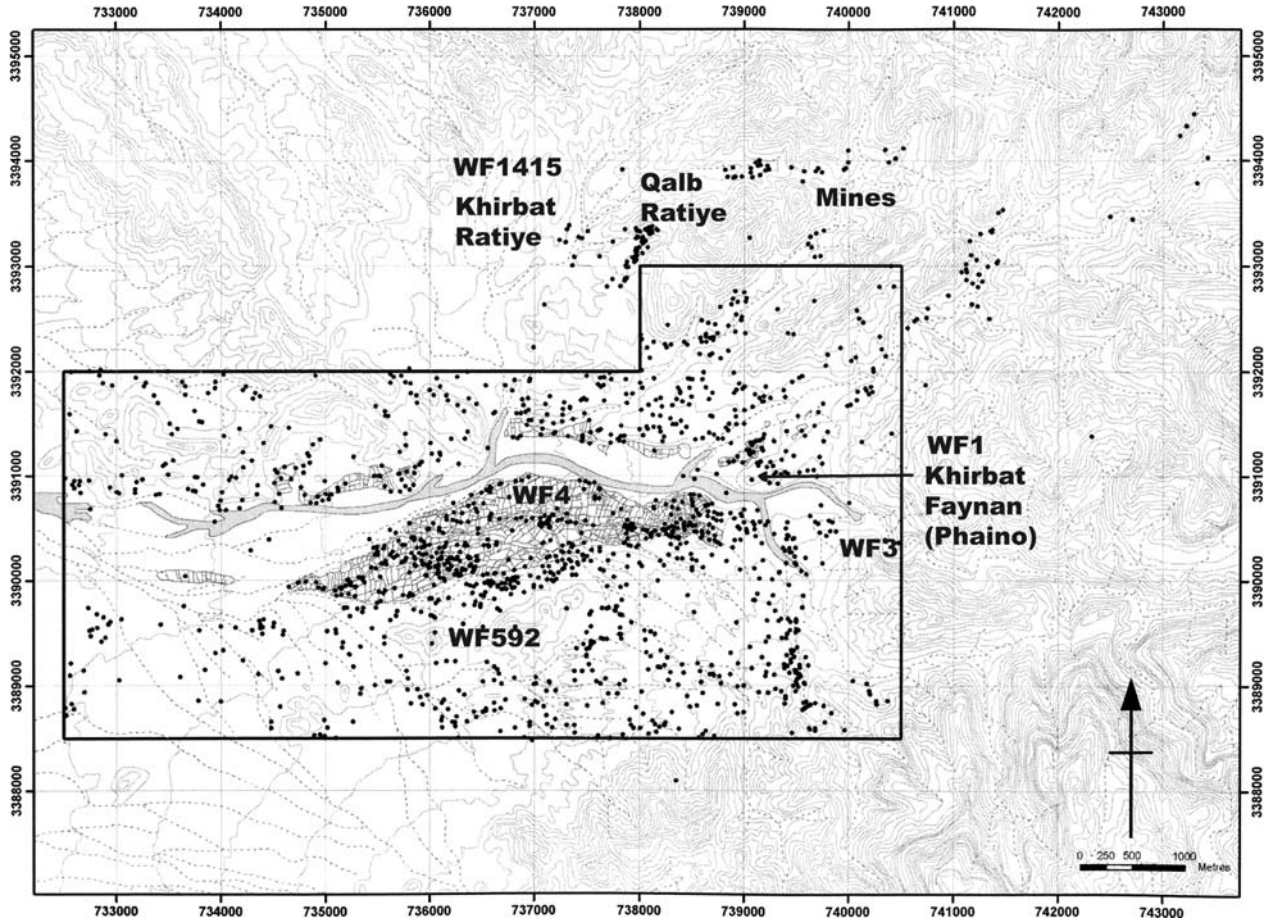 733000 734000 735000 736000 737000 738000 739000 740000 741000 742000 743000
3395000 3395000
3394000 3394000
WF1415
Khirbat
Ratiye
Qalb
Ratiye
Mines
3393000 3393000
3392000 3392000
3391000 3391000
WF1
Khirbat
Faynan
(Phaino)
WF4
WF3
3390000 3390000
WF592
3389000 3389000
3388000 3388000
0 250 500 1000
Metres
733000 734000 735000 736000 737000 738000 739000 740000 741000 742000 743000